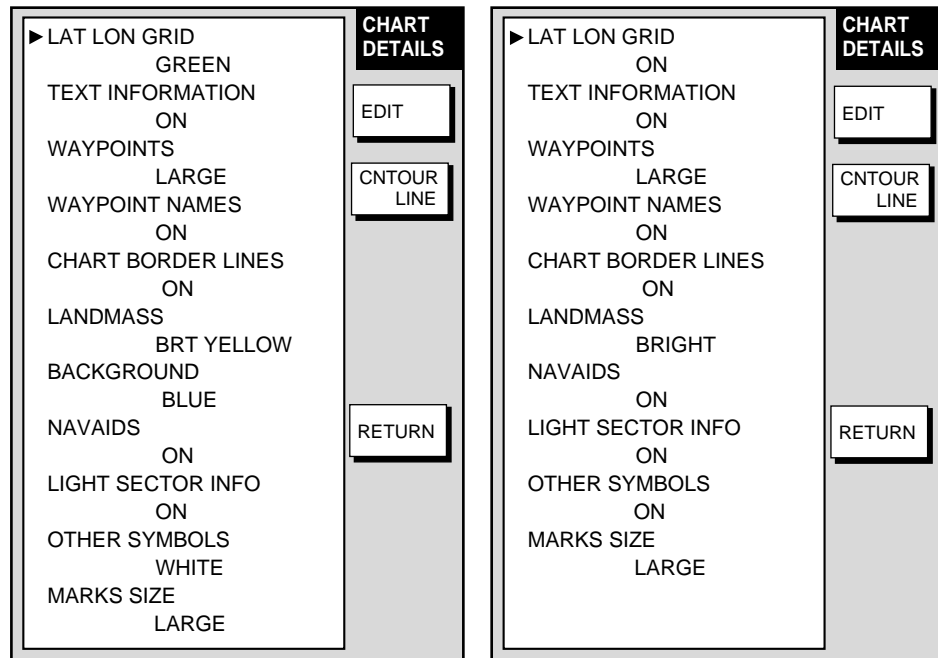 ►LAT LON GRID
GREEN
TEXT INFORMATION
ON
WAYPOINTS
LARGE
WAYPOINT NAMES
ON
CHART BORDER LINES
ON
LANDMASS
BRT YELLOW
BACKGROUND
BLUE
NAVAIDS
ON
LIGHT SECTOR INFO
ON
OTHER SYMBOLS
WHITE
MARKS SIZE
LARGE
CHART
DETAILS
EDIT
CNTOUR
LINE
RETURN
►LAT LON GRID
ON
TEXT INFORMATION
ON
WAYPOINTS
LARGE
WAYPOINT NAMES
ON
CHART BORDER LINES
ON
LANDMASS
BRIGHT
NAVAIDS
ON
LIGHT SECTOR INFO
ON
OTHER SYMBOLS
ON
MARKS SIZE
LARGE
CHART
DETAILS
EDIT
CNTOUR
LINE
RETURN